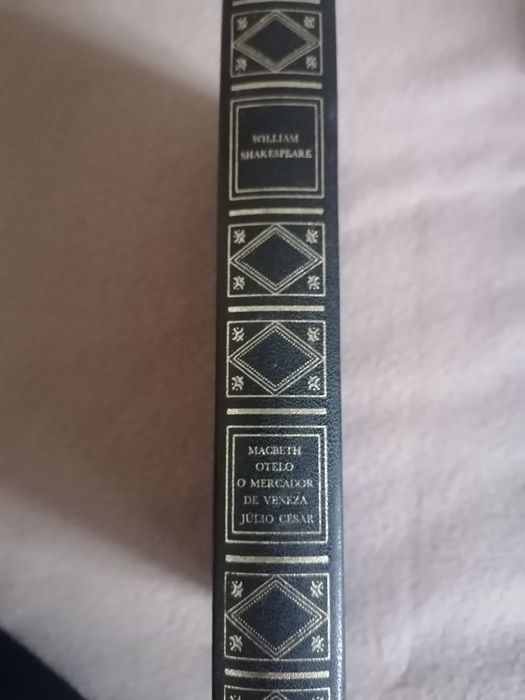 WILLIAM
SHAKESPEARE
MACBETH
OTELO
O MERCADOR
DE VENEZA
JÚLIO CÉSAR